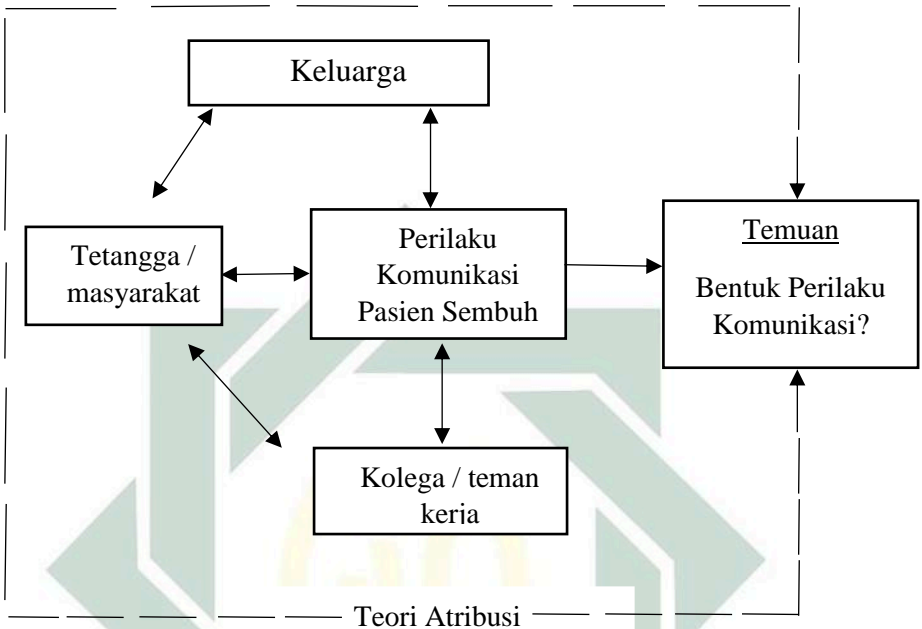 Keluarga
Tetangga /
masyarakat
Perilaku
Komunikasi
Pasien Sembuh
Temuan
Bentuk Perilaku
Komunikasi?
Kolega / teman
kerja
Teori Atribusi